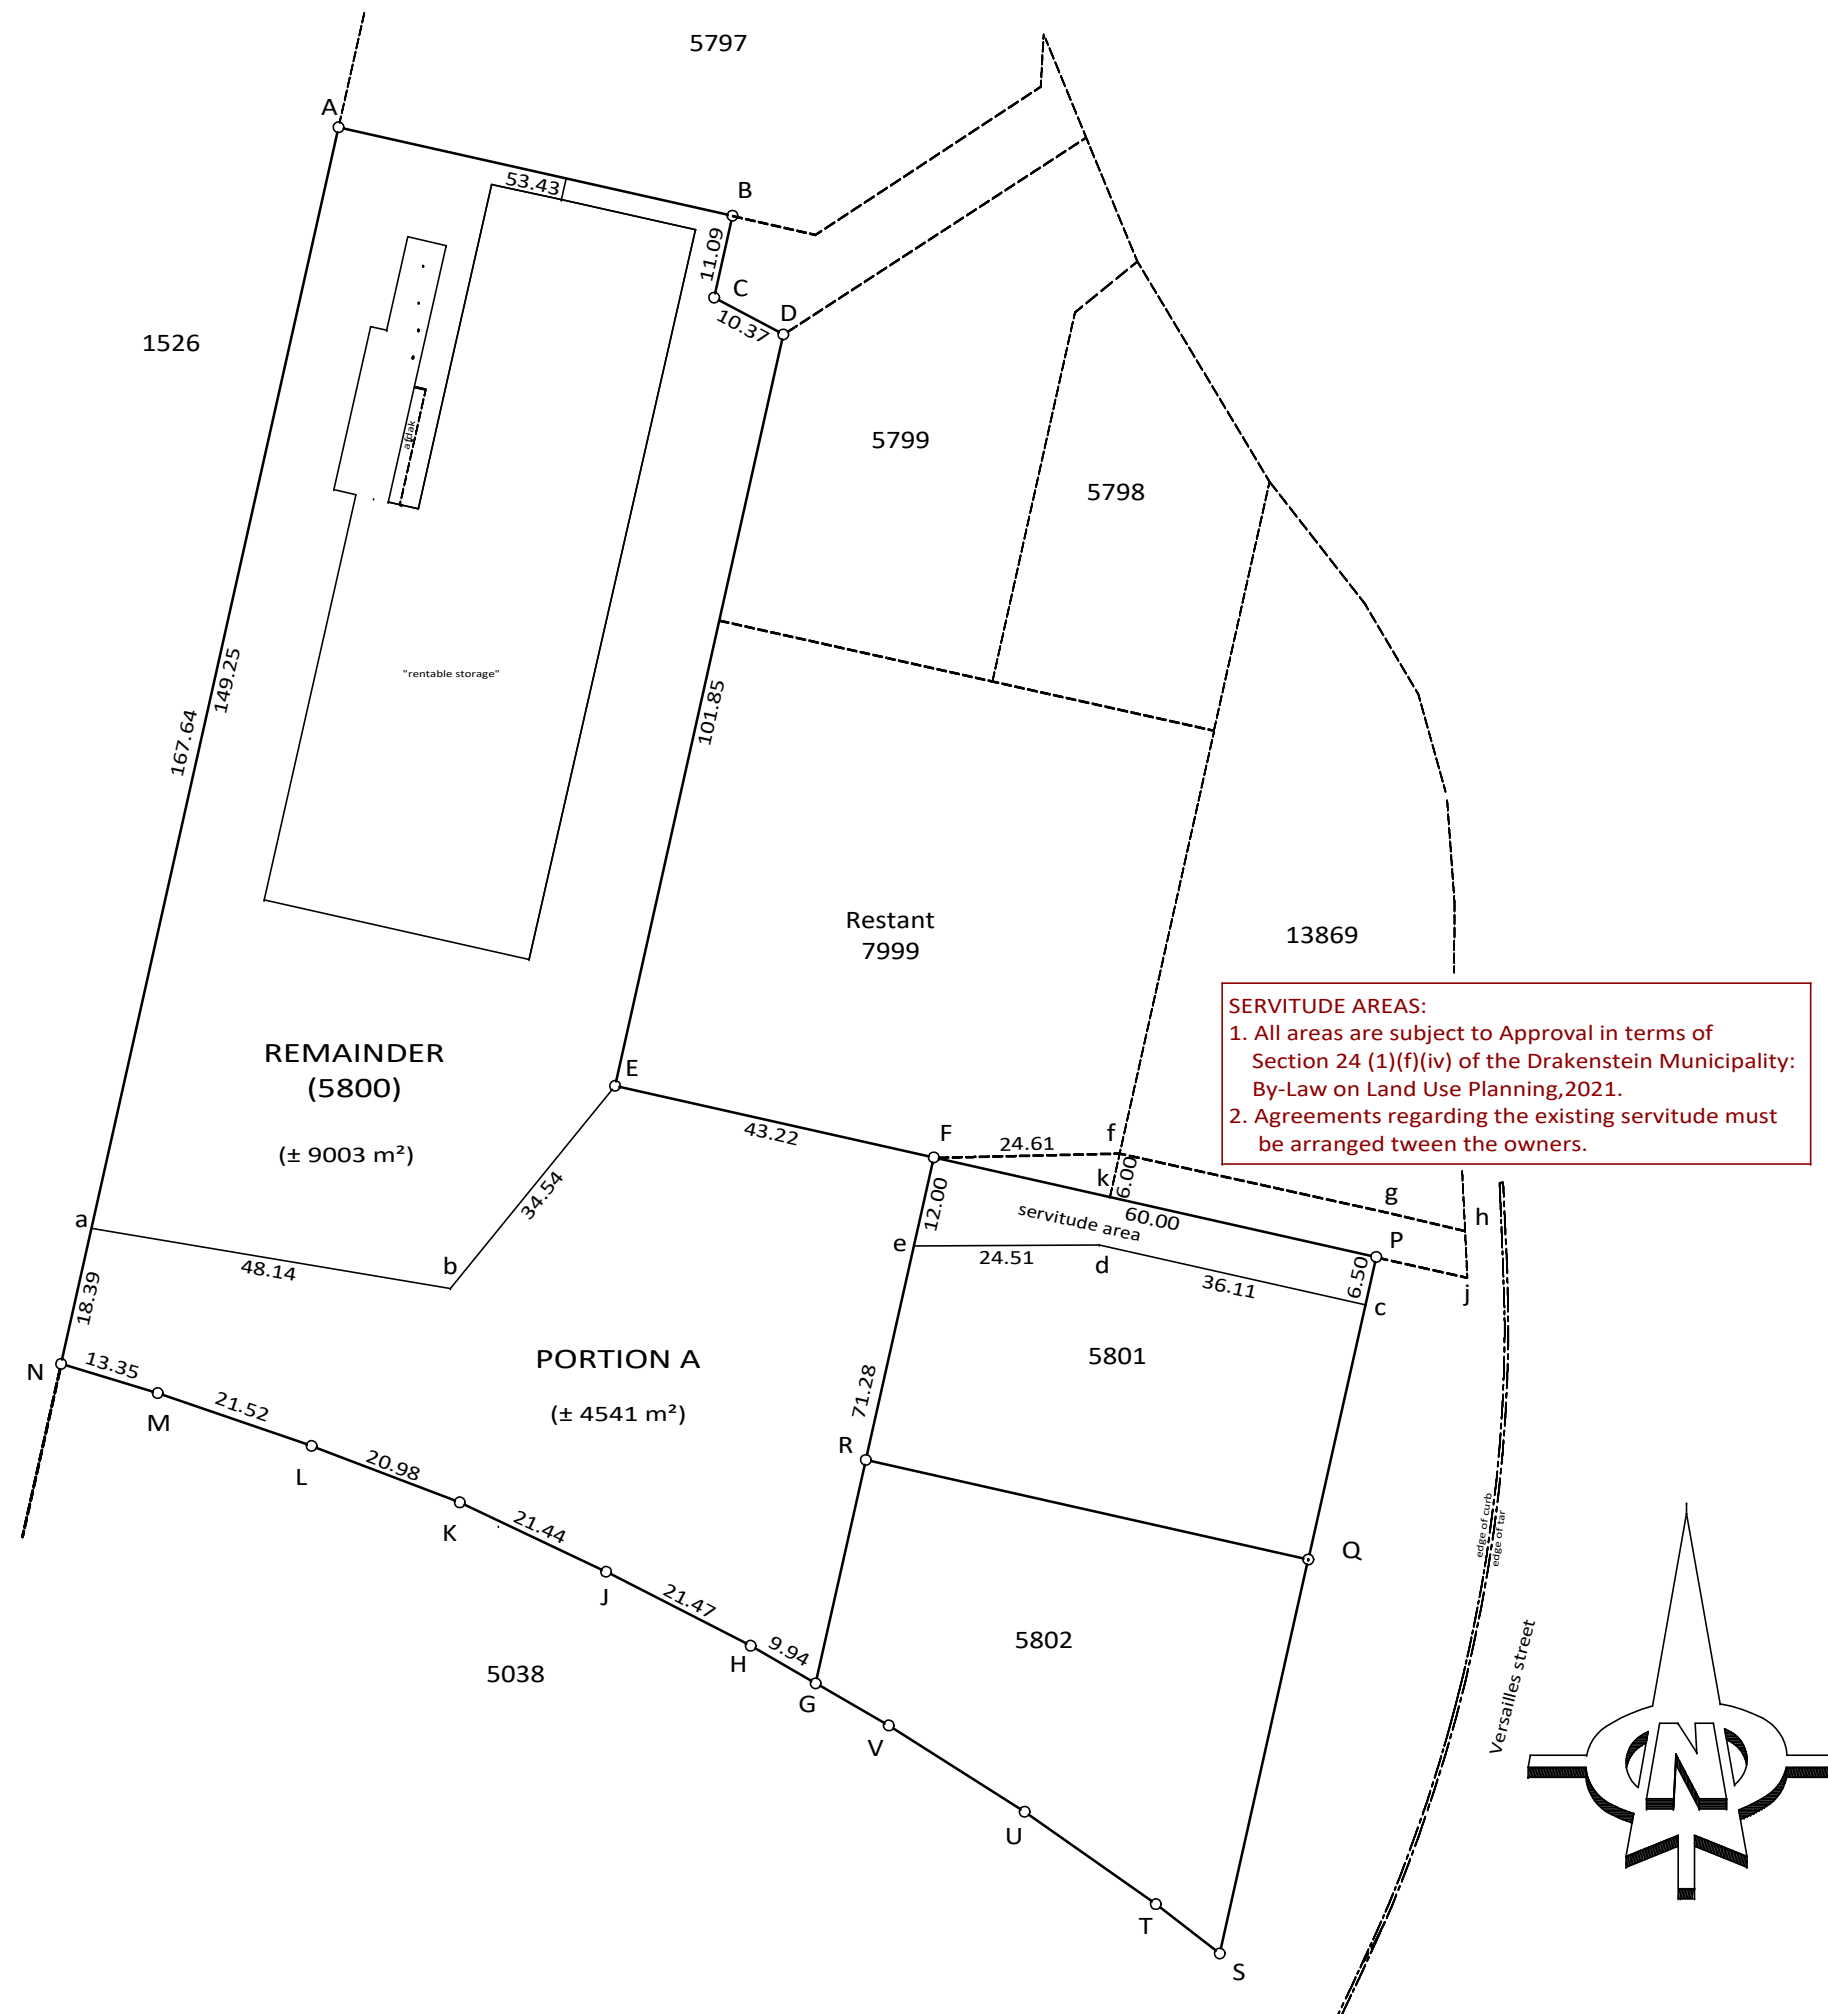 5797
A
53.43
B
11.09
C
10.37
D
1526
afdak
5799
5798
149.25
167.64
"rentable storage"
101.85
Restant
7999
13869
SERVITUDE AREAS:
1. All areas are subject to Approval in terms of
Section 24 (1)(f)(iv) of the Drakenstein Municipality:
By-Law on Land Use Planning,2021.
2. Agreements regarding the existing servitude must
be arranged tween the owners.
REMAINDER
(5800)
(± 9003 m²)
E
43.22
F
24.61
f
k
6.00
g
h
60.00
servitude area
12.00
P
j
6.50
c
e
24.51
d
36.11
34.54
a
48.14
b
18.39
N
13.35
M
21.52
L
20.98
K
21.44
J
21.47
H
9.94
G
PORTION A
(± 4541 m²)
71.28
R
5801
Q
5802
5038
V
U
T
S
edge of curb
edge of tar
Versailles street
N